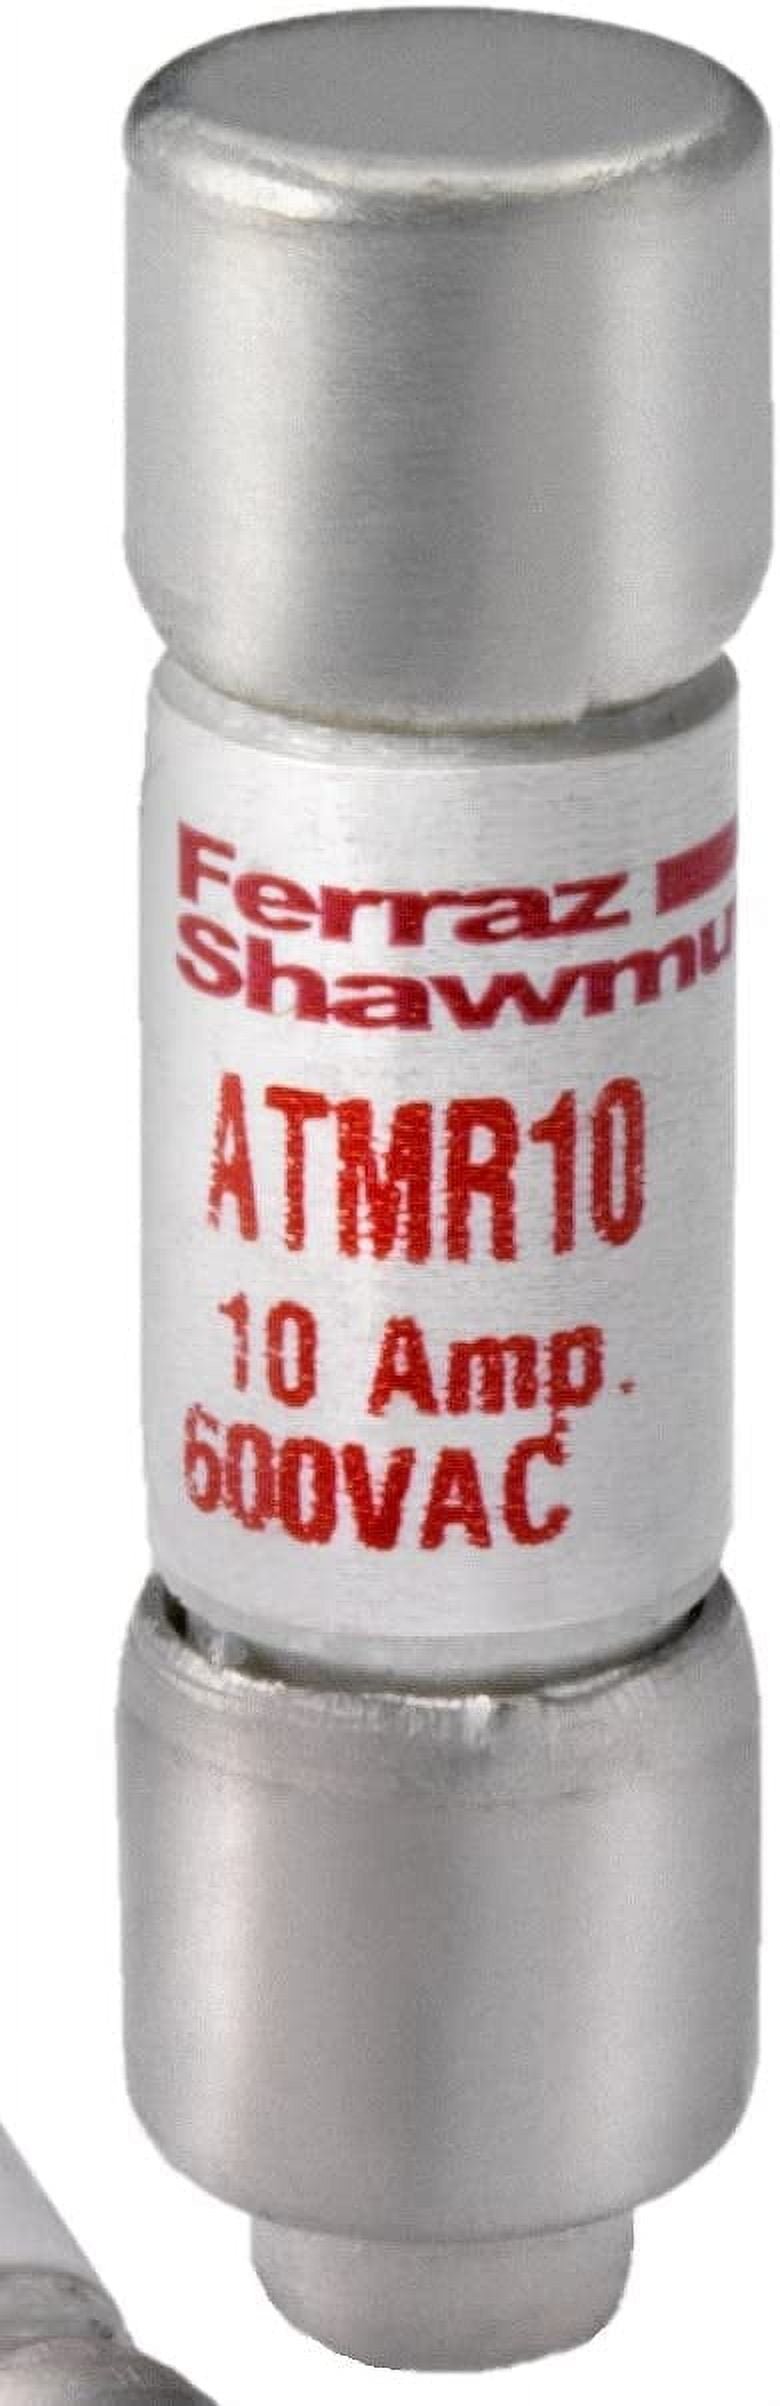 Ferraz
Shawmu
ATMR10
10 Amp.
600VAC